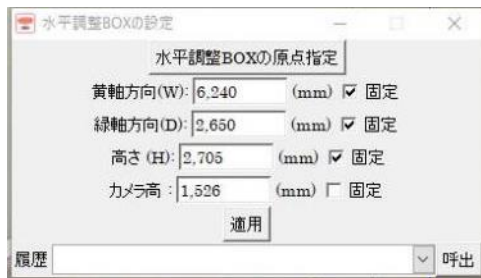 水平調整BOXの設定
水平調整BOXの原点指定
黄軸方向(W): 6,240 (mm) 固定
緑軸方向(D): 2,650 (mm) 固定
高さ (H): 2,705 (mm) 固定
カメラ高 : 1,526 (mm) 固定
適用
履歴 呼出